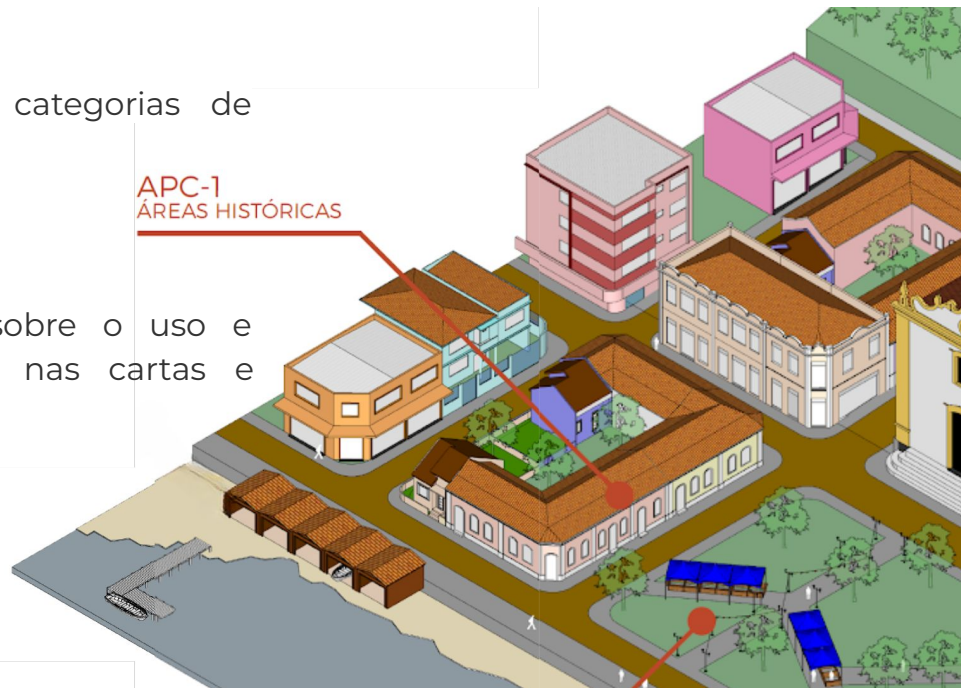 categorias de
APC-1
ÁREAS HISTÓRICAS
sobre o uso e
nas cartas e